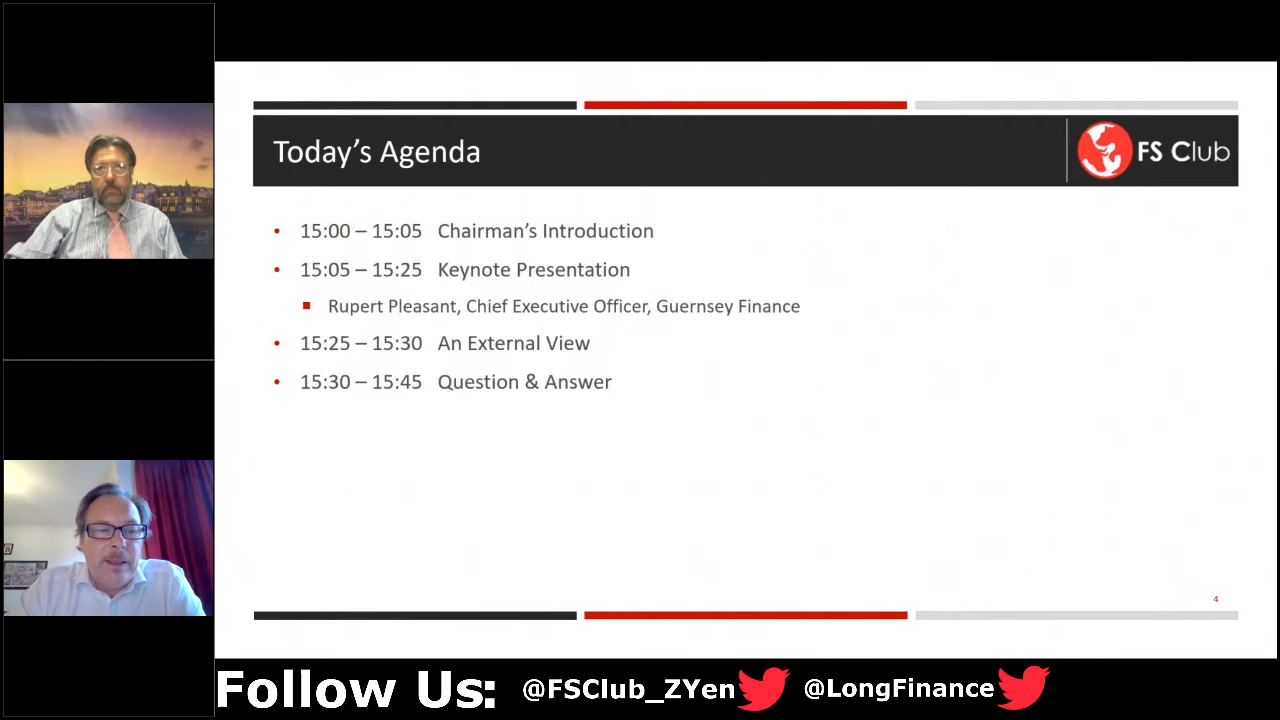 Today’s Agenda
FS Club
• 15:00 – 15:05 Chairman’s Introduction
• 15:05 – 15:25 Keynote Presentation
▪ Rupert Pleasant, Chief Executive Officer, Guernsey Finance
• 15:25 – 15:30 An External View
• 15:30 – 15:45 Question & Answer
4
Follow Us: @FSClub_ZYen @LongFinance